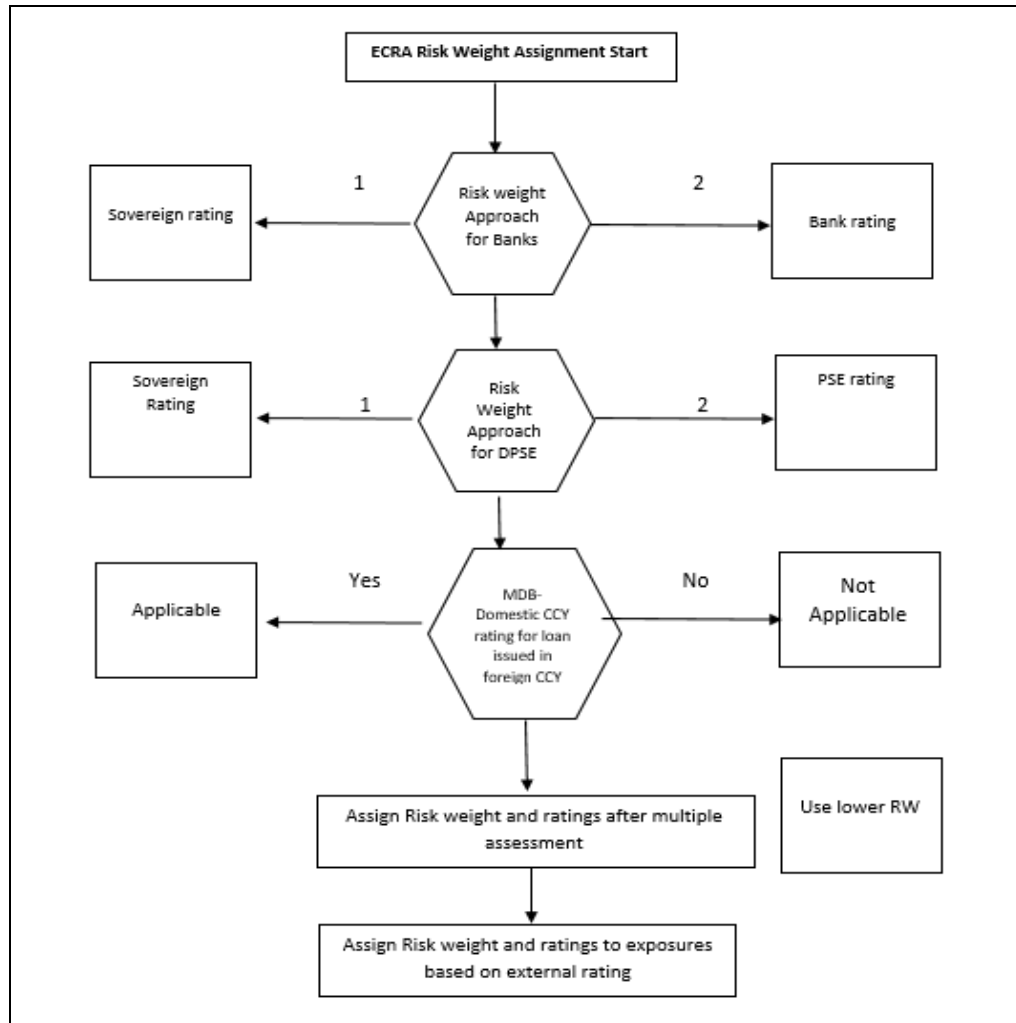 ECRA Risk Weight Assignment Start
1
2
Sovereign rating
Risk weight
Approach
for Banks
Bank rating
Sovereign
Rating
1
Risk
Weight
Approach
for DPSE
2
PSE rating
Applicable
Yes
MDB-
Domestic CCY
rating for loan
issued in
foreign CCY
No
Not
Applicable
Use lower RW
Assign Risk weight and ratings after multiple
assessment
Assign Risk weight and ratings to exposures
based on external rating